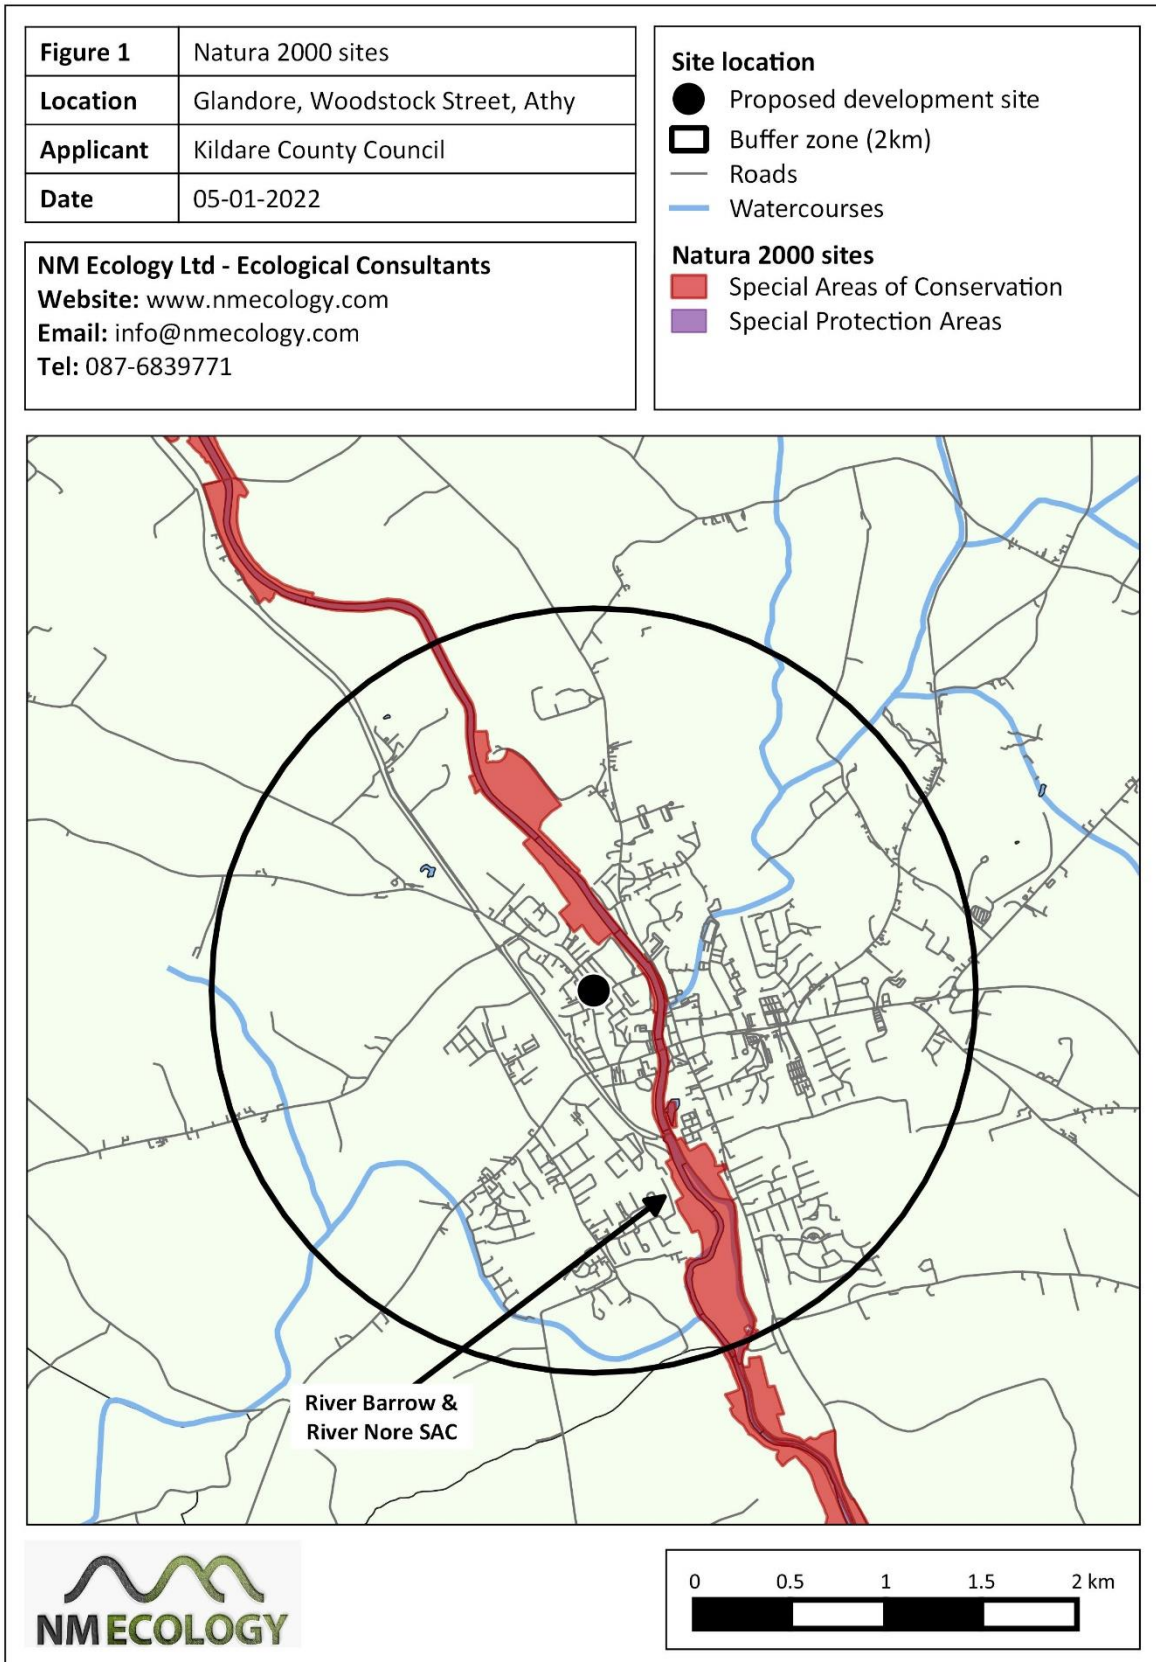 Figure 1 Natura 2000 sites
Location Glandore, Woodstock Street, Athy
Applicant Kildare County Council
Date 05-01-2022
NM Ecology Ltd - Ecological Consultants
Website: www.nmecology.com
Email: info@nmecology.com
Tel: 087-6839771
Site location
Proposed development site
Buffer zone (2km)
Roads
Watercourses
Natura 2000 sites
Special Areas of Conservation
Special Protection Areas
River Barrow &
River Nore SAC
NMECOLOGY
0 0.5 1 1.5 2 km